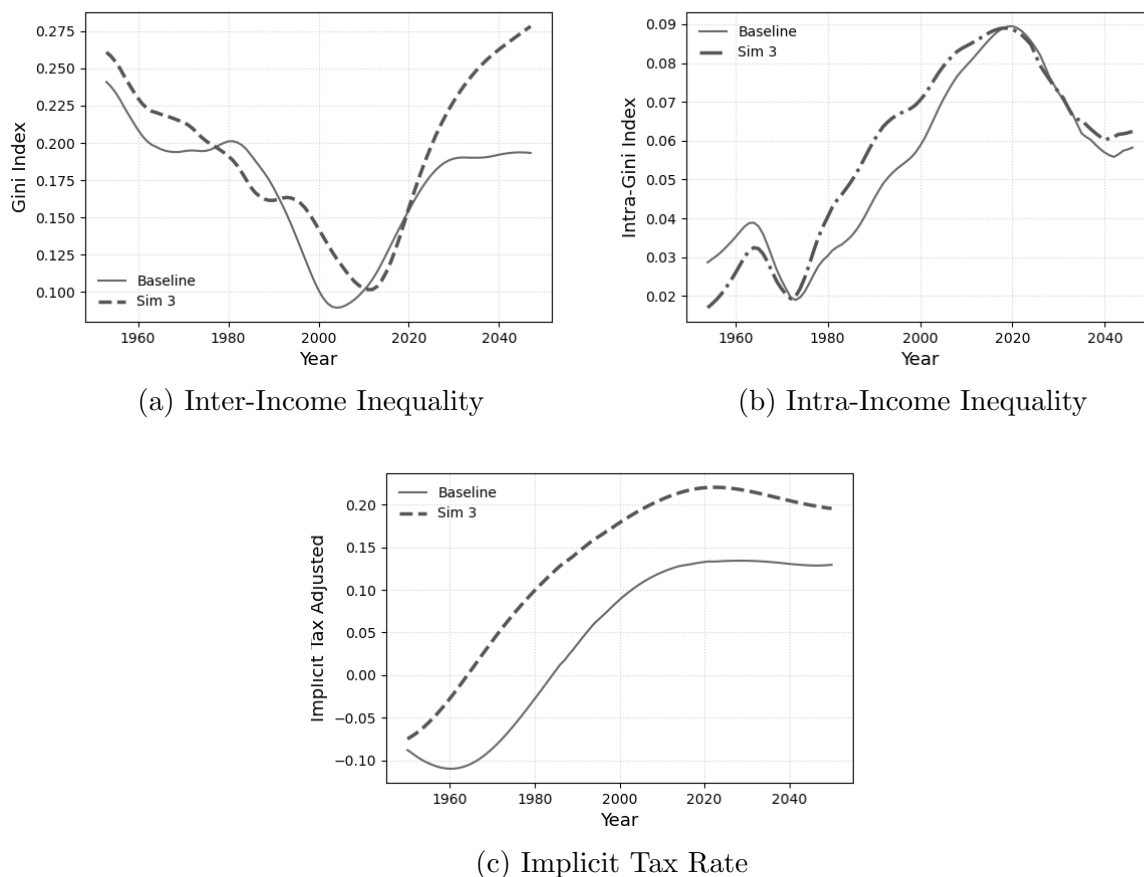 0.275
0.250
0.225
0.200
0.175
0.150
0.125
0.100
Gini Index
Baseline
Sim 3
1960 1980 2000 2020 2040
Year
(a) Inter-Income Inequality
0.09
0.08
0.07
0.06
0.05
0.04
0.03
0.02
Intra-Gini Index
Baseline
Sim 3
1960 1980 2000 2020 2040
Year
(b) Intra-Income Inequality
0.20
0.15
0.10
0.05
0.00
−0.05
−0.10
Implicit Tax Adjusted
Baseline
Sim 3
1960 1980 2000 2020 2040
Year
(c) Implicit Tax Rate